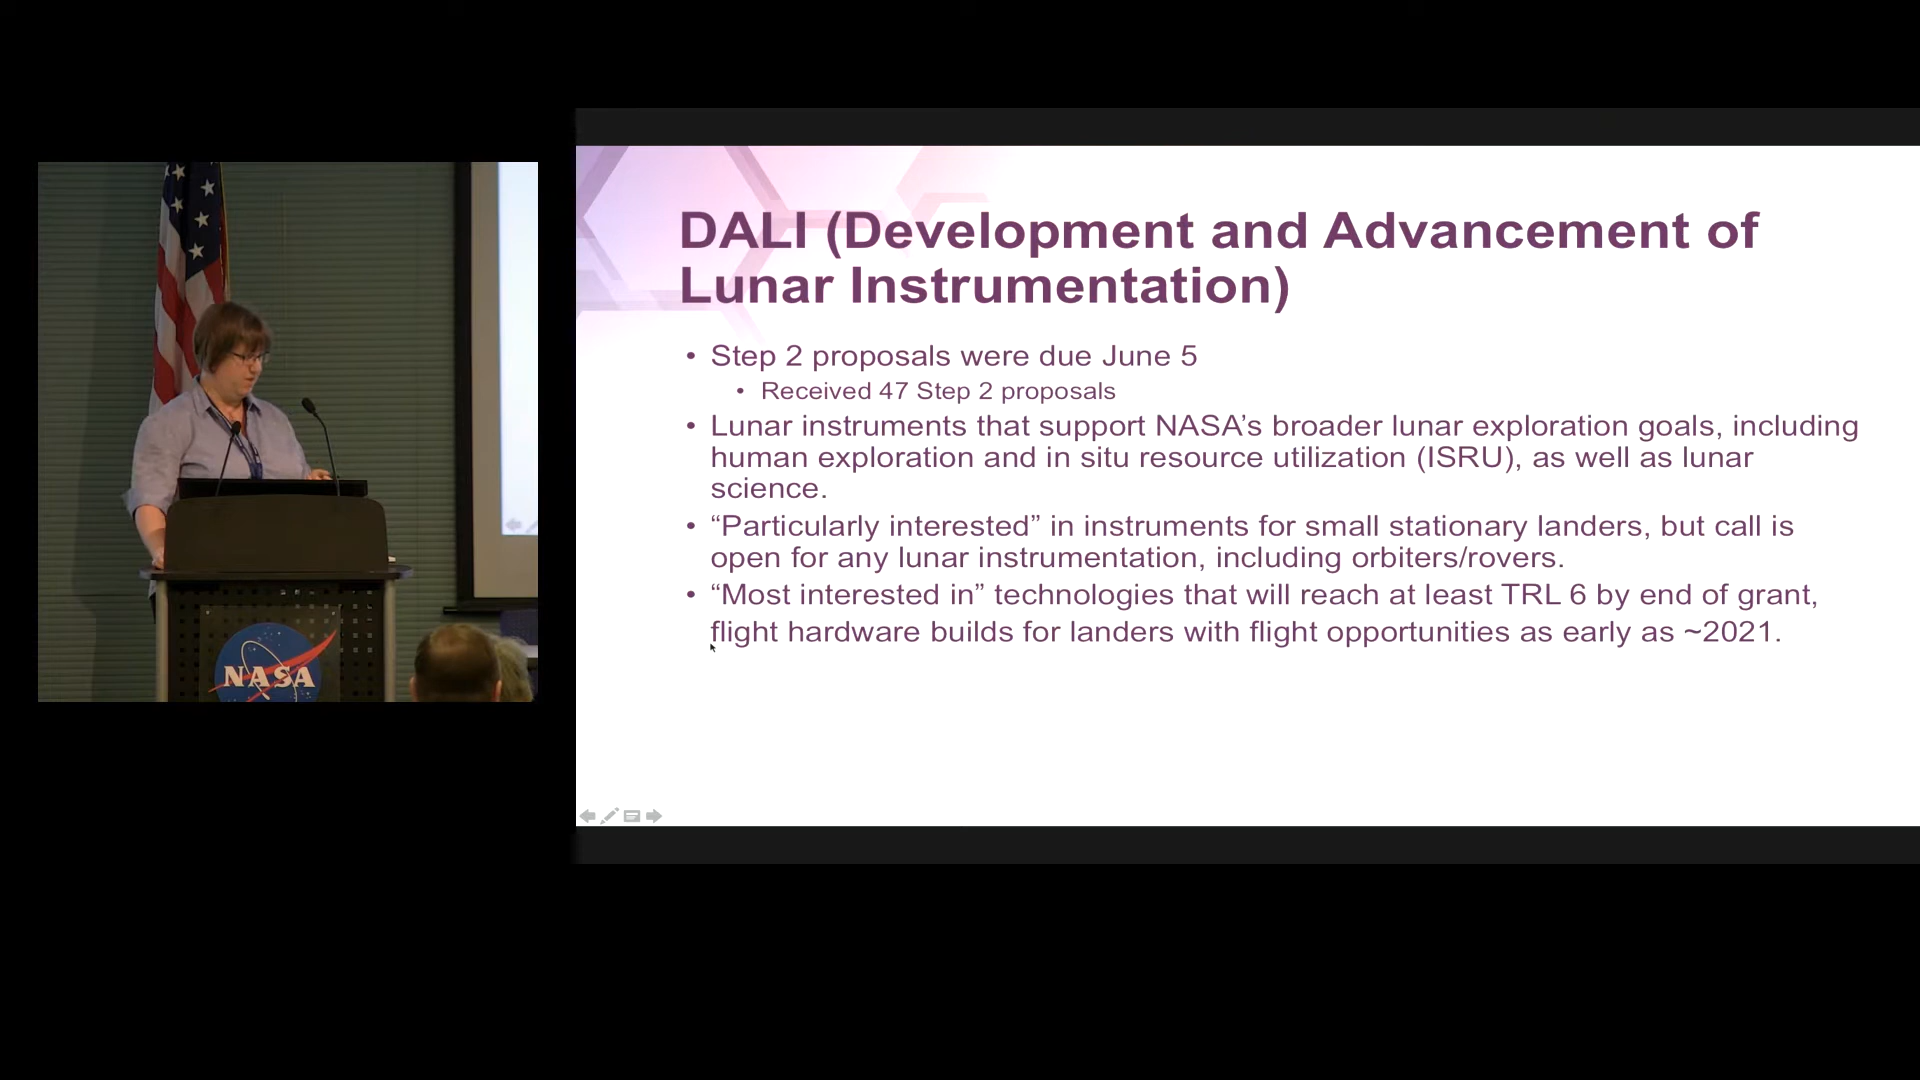 DALI (Development and Advancement of
Lunar Instrumentation)
• Step 2 proposals were due June 5
• Received 47 Step 2 proposals
• Lunar instruments that support NASA’s broader lunar exploration goals, including
human exploration and in situ resource utilization (ISRU), as well as lunar
science.
• “Particularly interested” in instruments for small stationary landers, but call is
open for any lunar instrumentation, including orbiters/rovers.
• “Most interested in” technologies that will reach at least TRL 6 by end of grant,
flight hardware builds for landers with flight opportunities as early as ~2021.
NASA